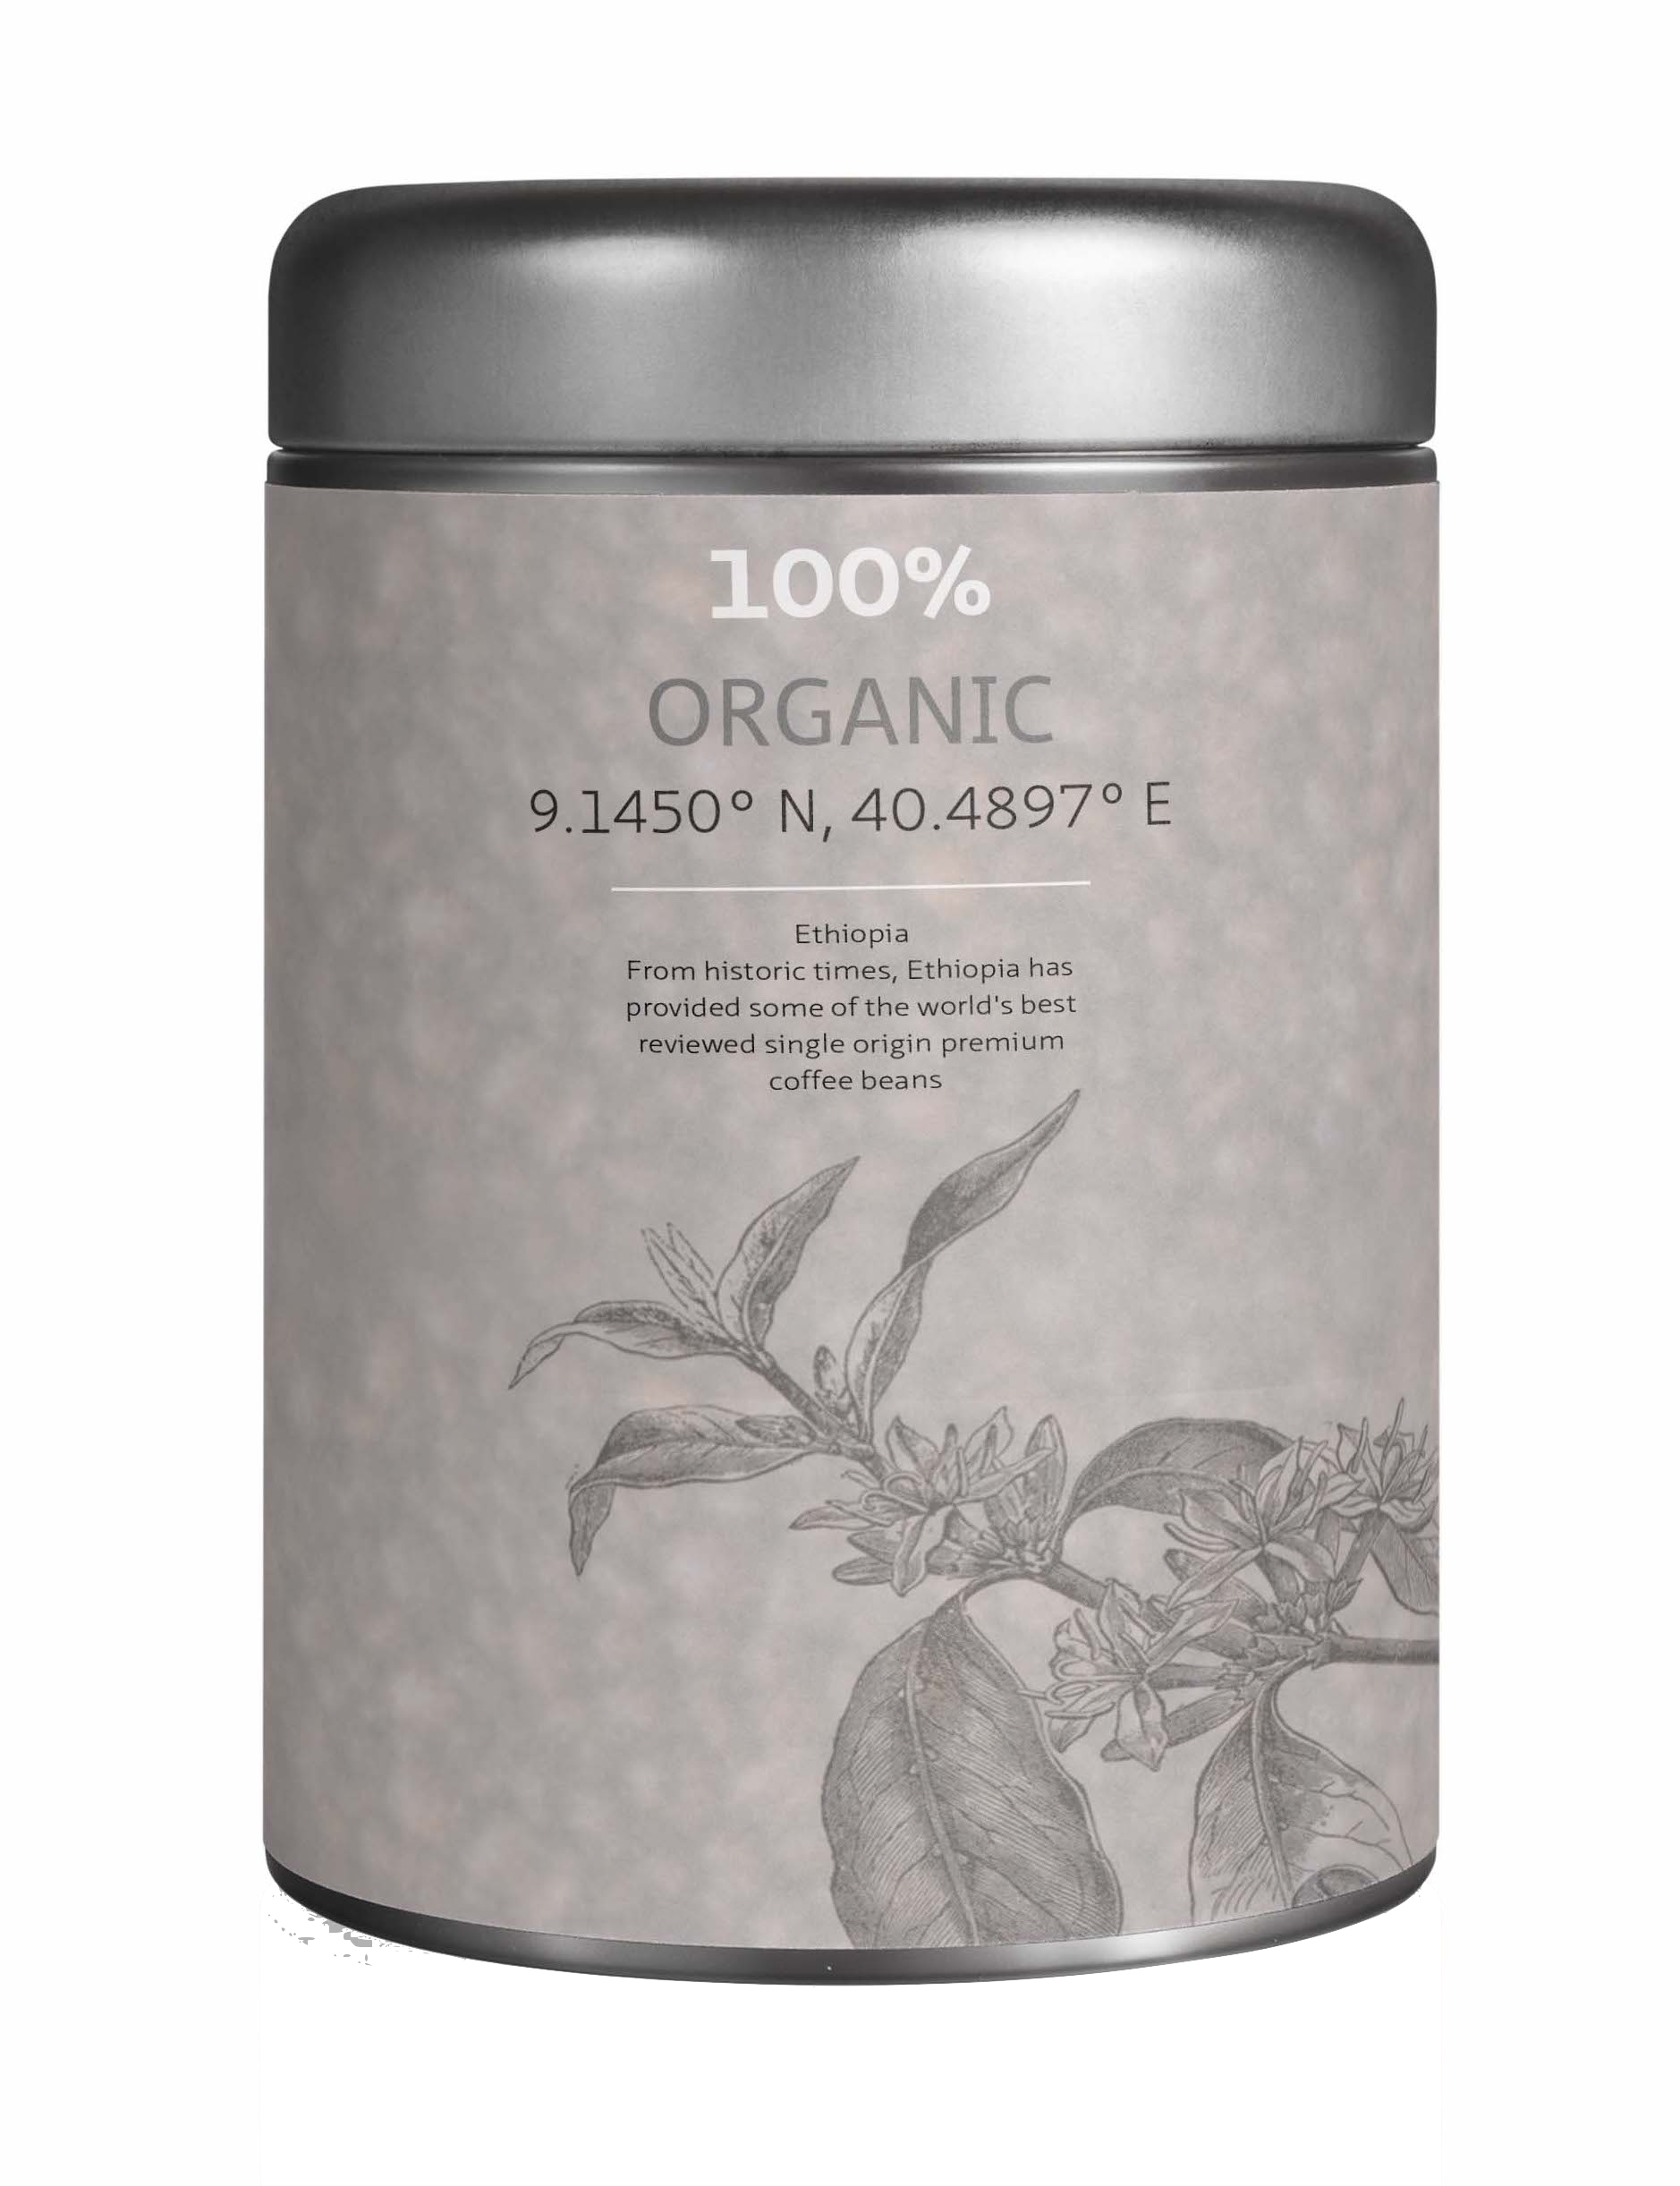 100%
ORGANIC
9.1450° N, 40.4897° E
Ethiopia
From historic times, Ethiopia has
provided some of the world's best
reviewed single origin premium
coffee beans